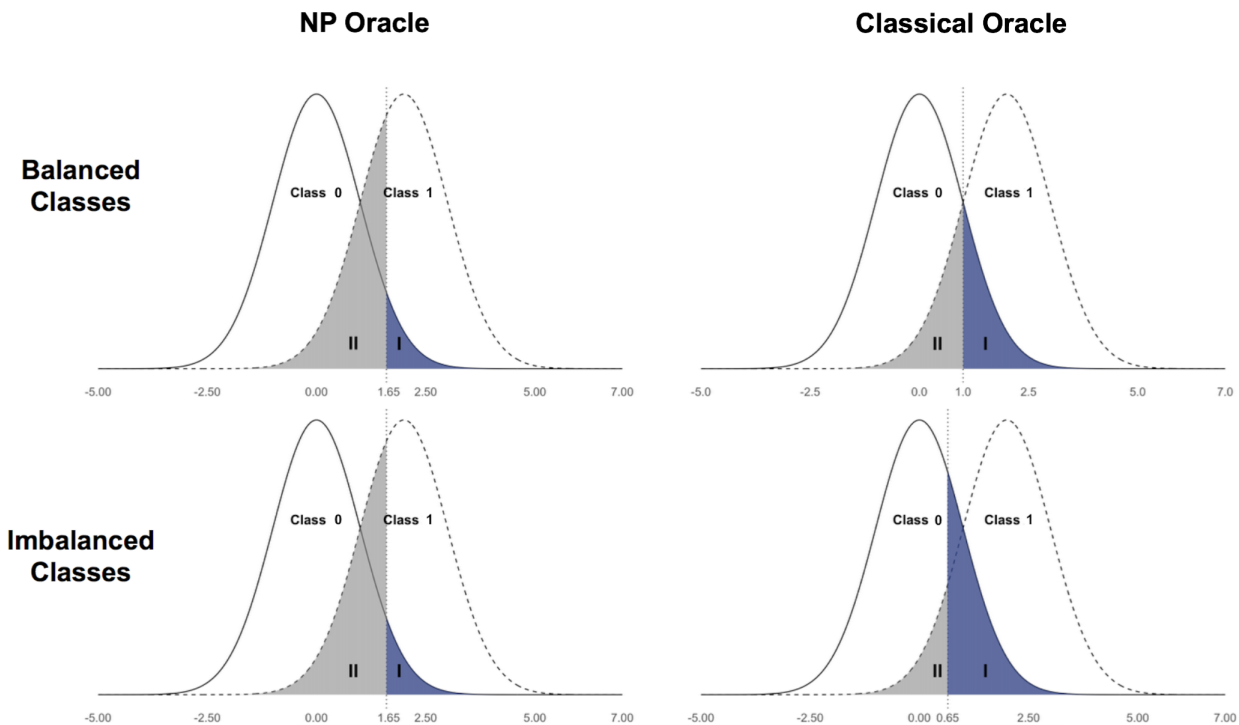 NP Oracle
Classical Oracle
Balanced
Classes
Class 0
Class 1
II
I
-5.00 -2.50 0.00 1.65 2.50 5.00 7.00
Class 0
Class 1
II
I
-5.0 -2.5 0.0 1.0 2.5 5.0 7.0
Imbalanced
Classes
Class 0
Class 1
II
I
-5.00 -2.50 0.00 1.65 2.50 5.00 7.00
Class 0
Class 1
II
I
-5.00 -2.50 0.00 0.65 2.50 5.00 7.00